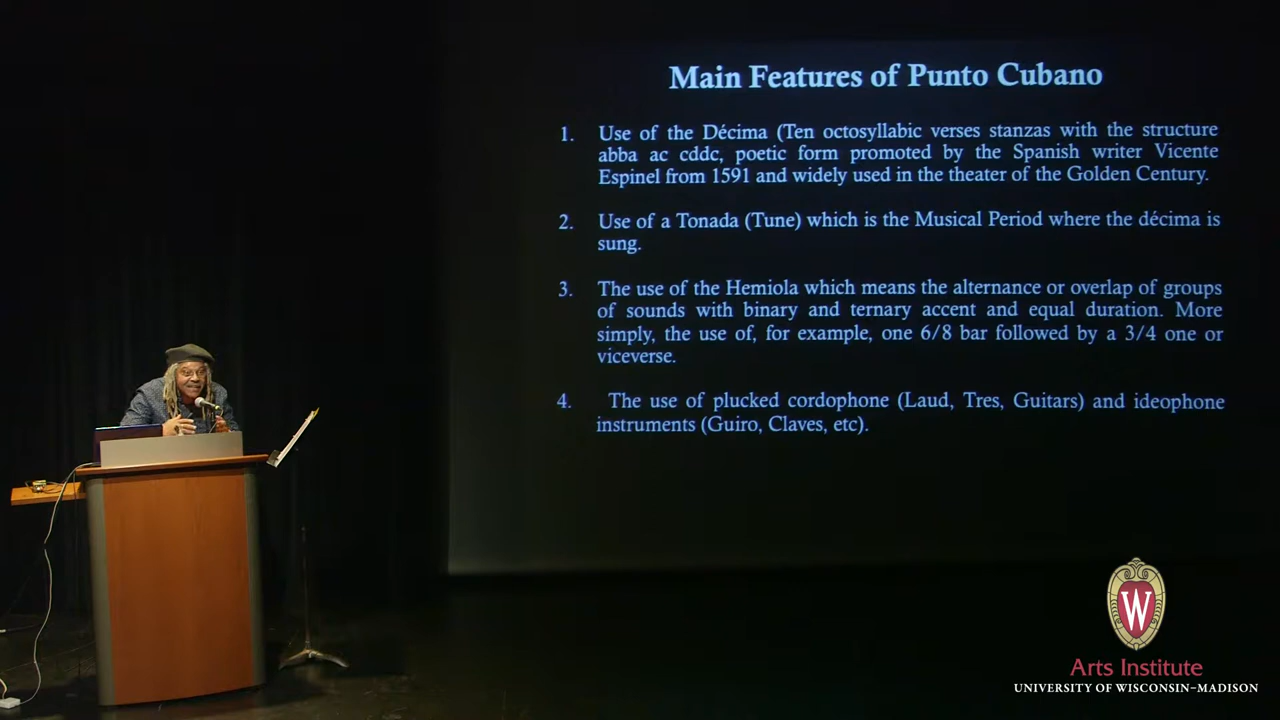 Main Features of Punto Cubano
1. Use of the Décima (Ten octosyllabic verses stanzas with the structure
abba ac cddc, poetic form promoted by the Spanish writer Vicente
Espinel from 1591 and widely used in the theater of the Golden Century.
2. Use of a Tonada (Tune) which is the Musical Period where the décima is
sung.
3. The use of the Hemiola which means the alternance or overlap of groups
of sounds with binary and ternary accent and equal duration. More
simply, the use of, for example, one 6/8 bar followed by a 3/4 one or
viceverse.
4. The use of plucked cordophone (Laud, Tres, Guitars) and ideophone
instruments (Guiro, Claves, etc).
W
Arts Institute
UNIVERSITY OF WISCONSIN–MADISON